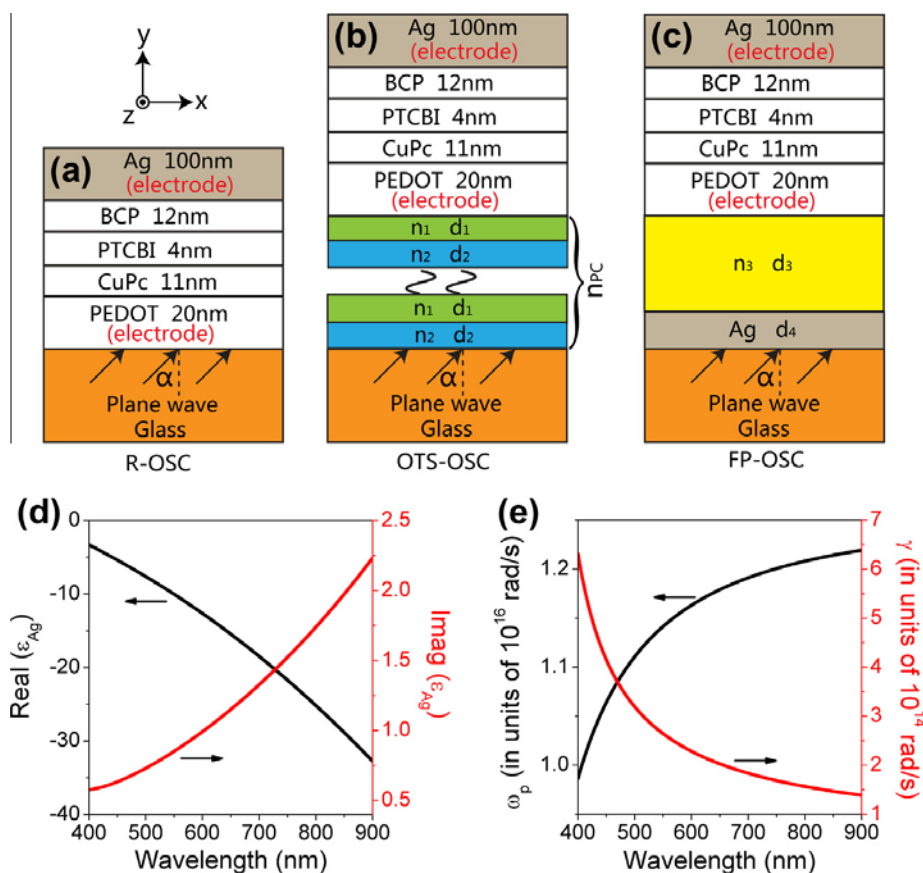 y
x
z
(a)
Ag 100nm
(electrode)
BCP 12nm
PTCBI 4nm
CuPc 11nm
PEDOT 20nm
(electrode)
α
Plane wave
Glass
R-OSC
(b)
Ag 100nm
(electrode)
BCP 12nm
PTCBI 4nm
CuPc 11nm
PEDOT 20nm
(electrode)
n1 d1
n2 d2
n1 d1
n2 d2
nPC
α
Plane wave
Glass
OTS-OSC
(c)
Ag 100nm
(electrode)
BCP 12nm
PTCBI 4nm
CuPc 11nm
PEDOT 20nm
(electrode)
n3 d3
Ag d4
α
Plane wave
Glass
FP-OSC
(d)
Real (εAg)
0
-10
-20
-30
-40
2.5
2.0
1.5
1.0
0.5
Imag (εAg)
400 500 600 700 800 900
Wavelength (nm)
(e)
ωp (in units of 10^16 rad/s)
1.2
1.1
1.0
7
6
5
4
3
2
1
γ (in units of 10^14 rad/s)
400 500 600 700 800 900
Wavelength (nm)